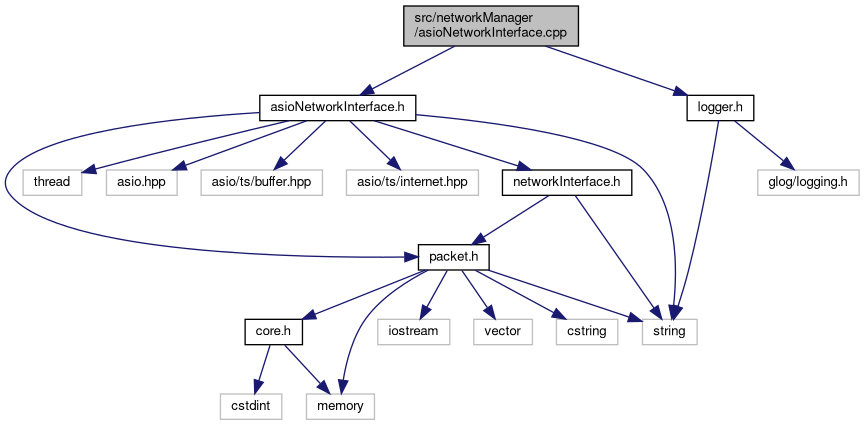 src/networkManager
/asioNetworkInterface.cpp
asioNetworkInterface.h
logger.h
thread
asio.hpp
asio/ts/buffer.hpp
asio/ts/internet.hpp
networkInterface.h
glog/logging.h
packet.h
core.h
iostream
vector
cstring
string
cstdint
memory